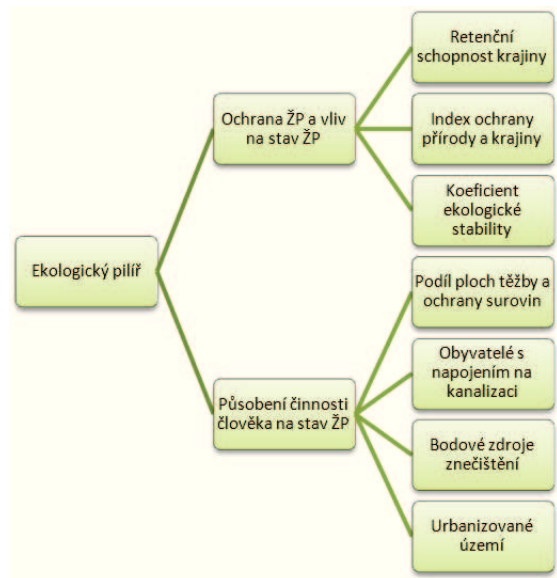 Ekologický pilíř
Ochrana ŽP a vliv
na stav ŽP
Retenční
schopnost krajiny
Index ochrany
přírody a krajiny
Koeficient
ekologické
stability
Působení činnosti
člověka na stav ŽP
Podíl ploch těžby a
ochrany surovin
Obyvatelé s
napojením na
kanalizaci
Bodové zdroje
znečištění
Urbanizované
území